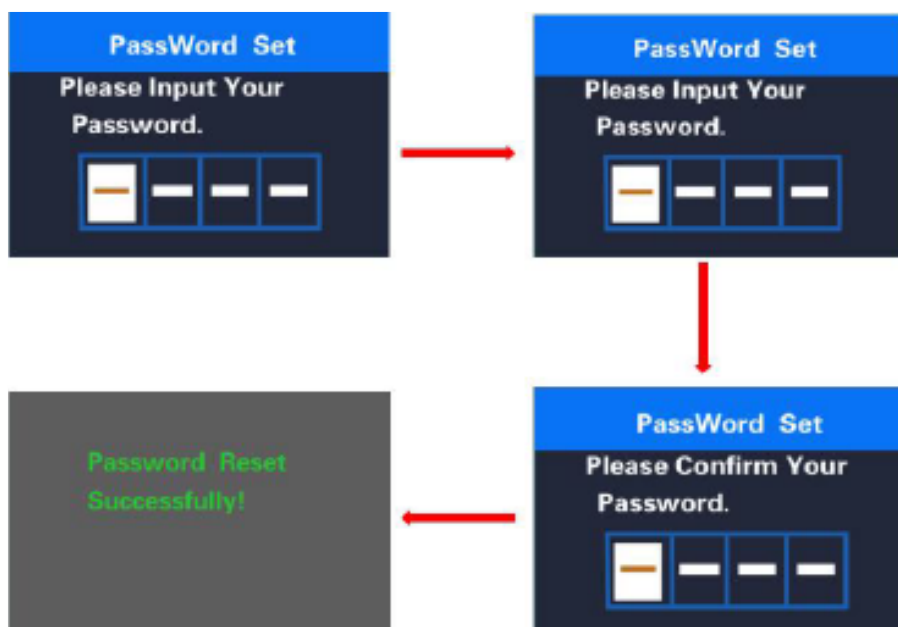 PassWord Set
Please Input Your
Password.
PassWord Set
Please Input Your
Password.
PassWord Set
Please Confirm Your
Password.
Password Reset
Successfully!